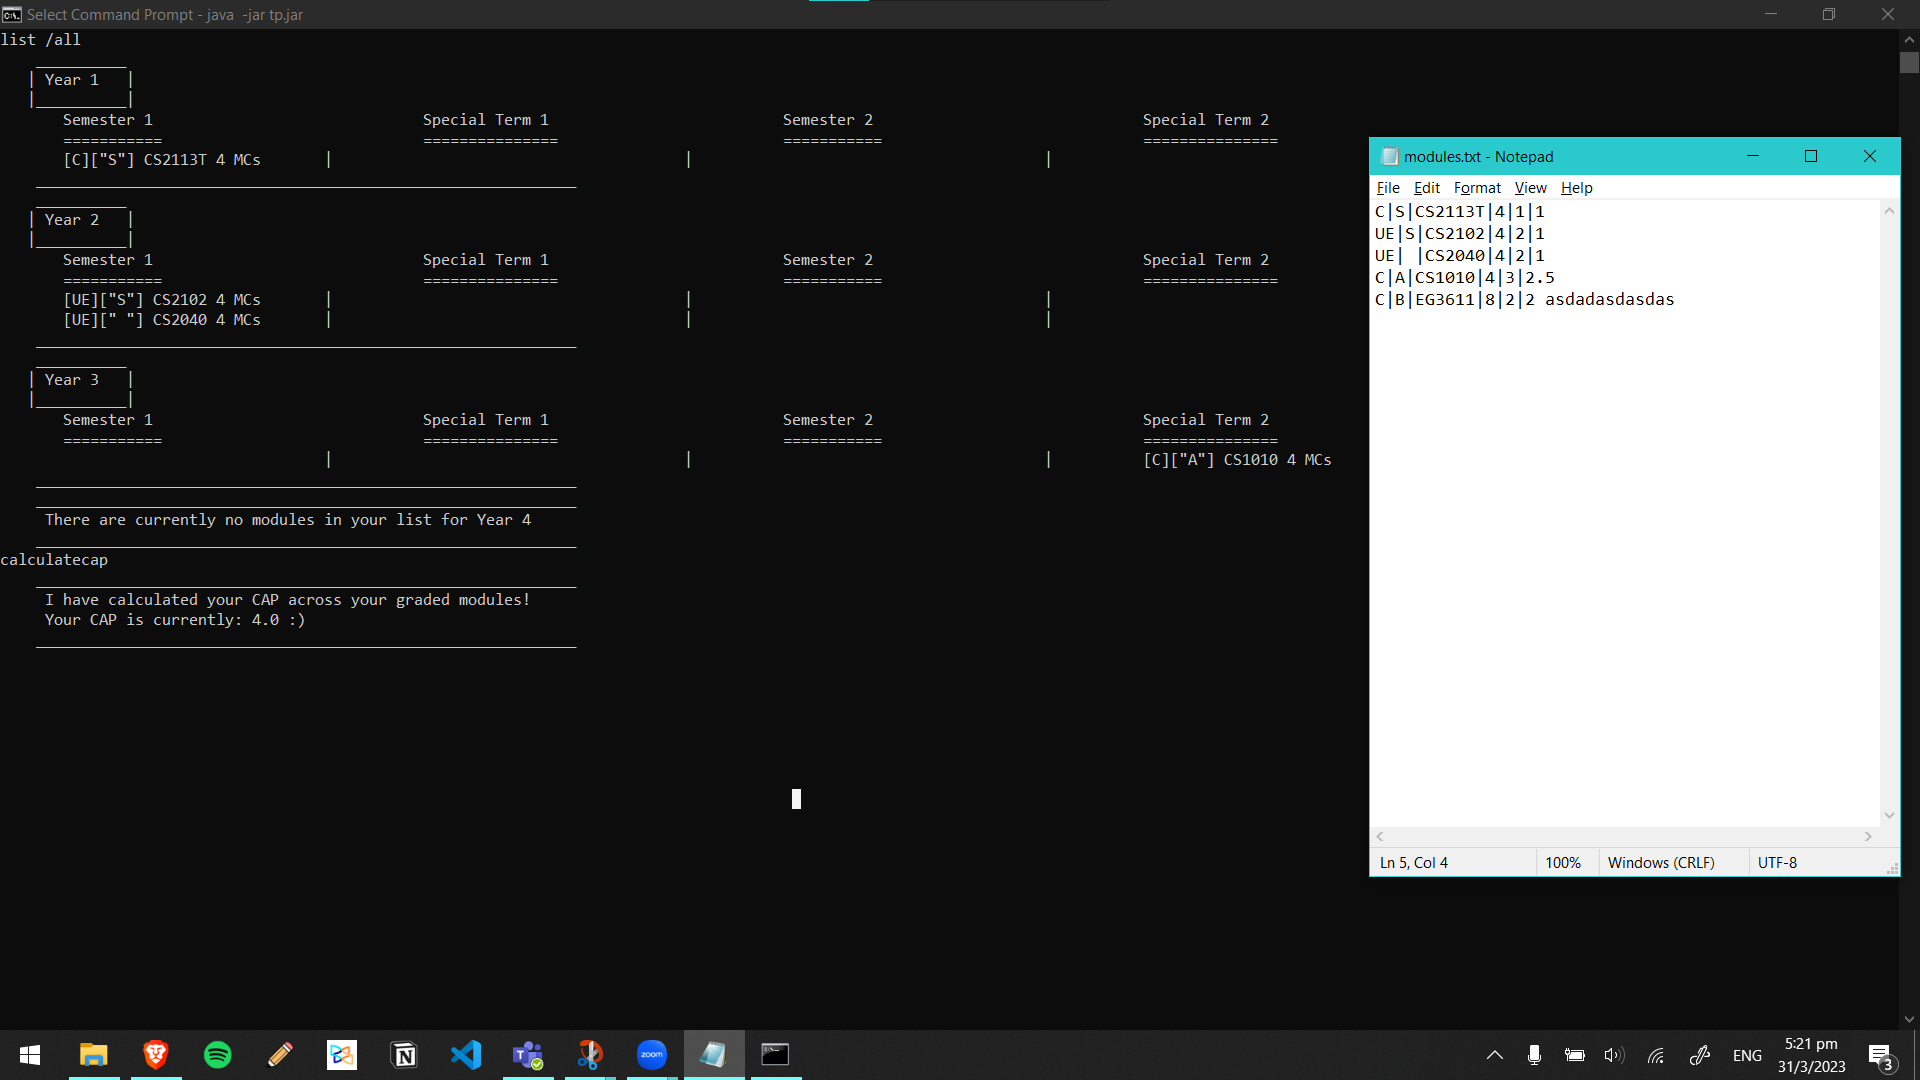 Select Command Prompt - java  -jar tp.jar
list /all
| Year 1   |
Semester 1 Special Term 1 Semester 2 Special Term 2
=========== =============== =========== ===============
[C]["S"] CS2113T 4 MCs | | |
| Year 2   |
Semester 1 Special Term 1 Semester 2 Special Term 2
=========== =============== =========== ===============
[UE]["S"] CS2102 4 MCs | | |
[UE][" "] CS2040 4 MCs | | |
| Year 3   |
Semester 1 Special Term 1 Semester 2 Special Term 2
=========== =============== =========== ===============
| | | [C]["A"] CS1010 4 MCs
There are currently no modules in your list for Year 4
calculatecap
I have calculated your CAP across your graded modules!
Your CAP is currently: 4.0 :)
modules.txt - Notepad
File Edit Format View Help
C|S|CS2113T|4|1|1
UE|S|CS2102|4|2|1
UE| |CS2040|4|2|1
C|A|CS1010|4|3|2.5
C|B|EG3611|8|2|2 asdadasdasdas
Ln 5, Col 4 100% Windows (CRLF) UTF-8
zoom
ENG
5:21 pm
31/3/2023
3